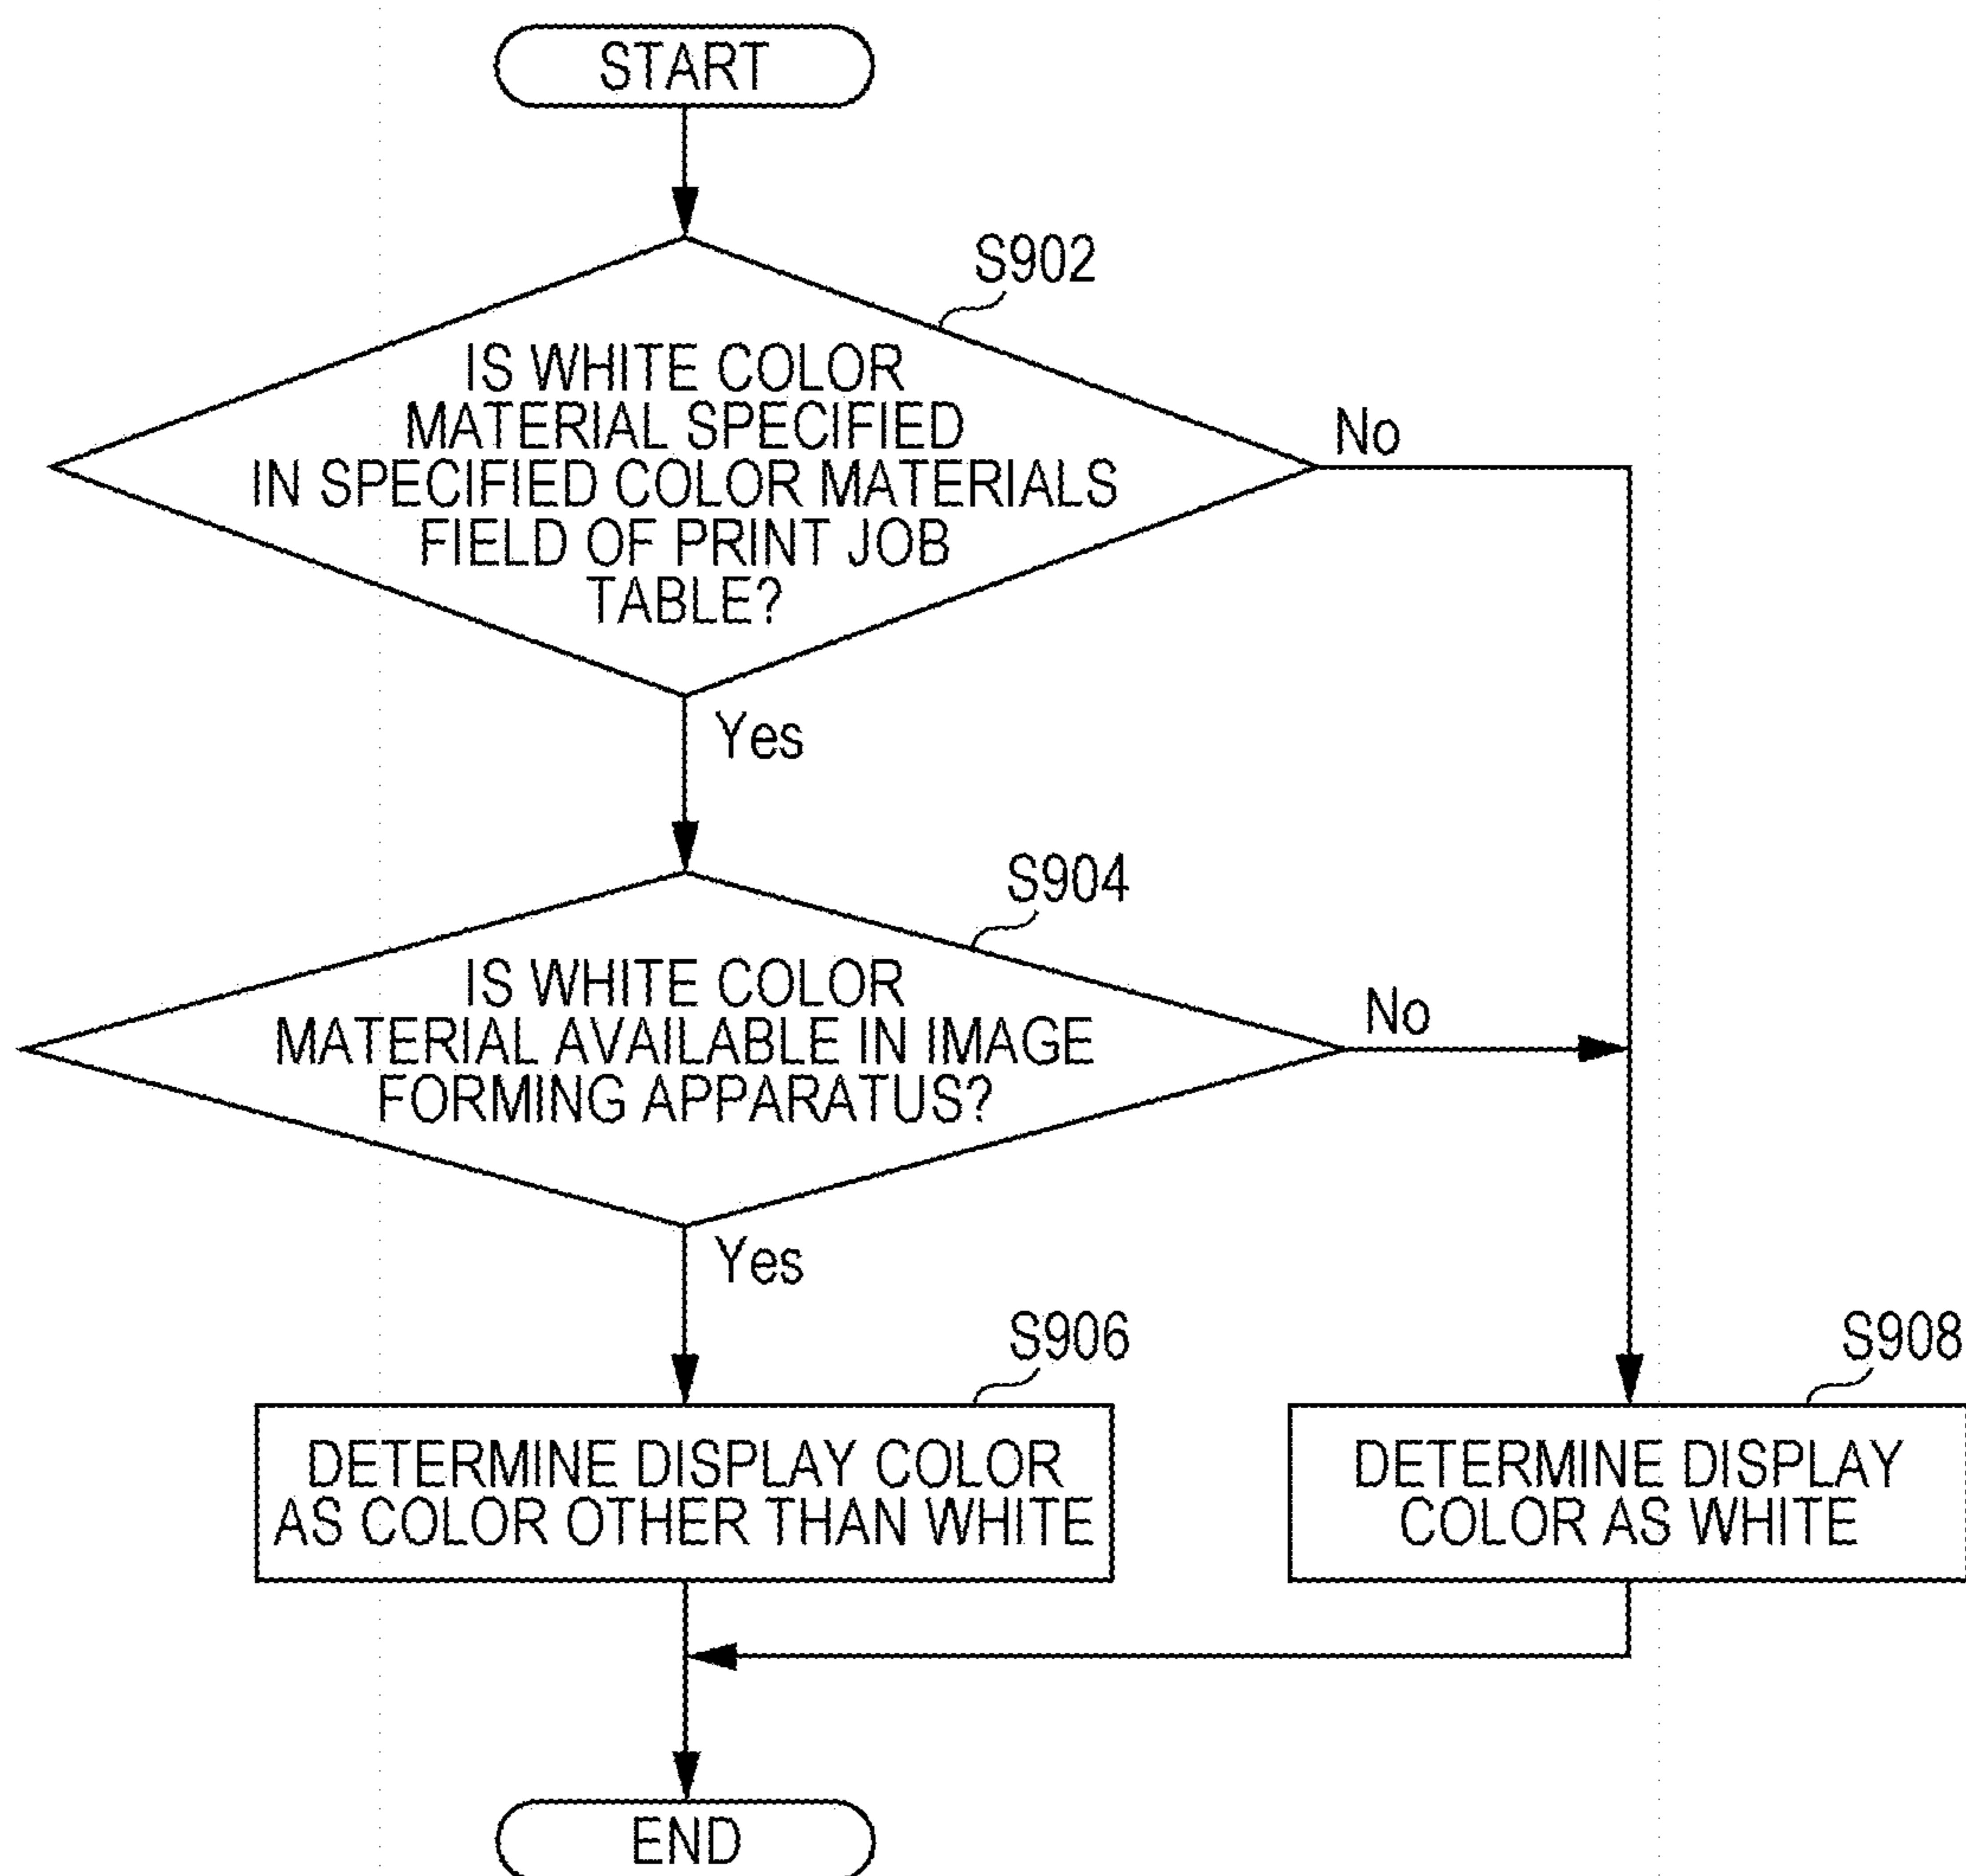 START
S902
IS WHITE COLOR
MATERIAL SPECIFIED
IN SPECIFIED COLOR MATERIALS
FIELD OF PRINT JOB
TABLE?
No
Yes
S904
IS WHITE COLOR
MATERIAL AVAILABLE IN IMAGE
FORMING APPARATUS?
No
Yes
S906
DETERMINE DISPLAY COLOR
AS COLOR OTHER THAN WHITE
S908
DETERMINE DISPLAY
COLOR AS WHITE
END